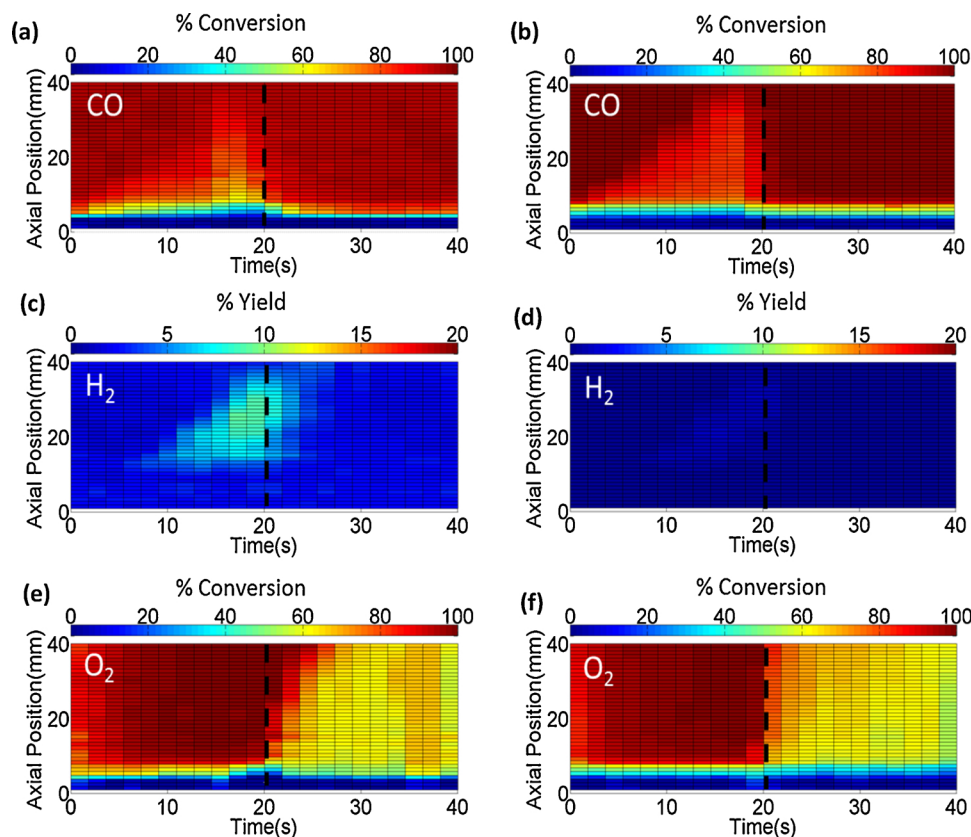 (a)
% Conversion
0 20 40 60 80 100
Axial Position(mm)
40
20
0
CO
0 10 20 30 40
Time(s)
(b)
% Conversion
0 20 40 60 80 100
Axial Position(mm)
40
20
0
CO
0 10 20 30 40
Time(s)
(c)
% Yield
0 5 10 15 20
Axial Position(mm)
40
20
0
H₂
0 10 20 30 40
Time(s)
(d)
% Yield
0 5 10 15 20
Axial Position(mm)
40
20
0
H₂
0 10 20 30 40
Time(s)
(e)
% Conversion
0 20 40 60 80 100
Axial Position(mm)
40
20
0
O₂
0 10 20 30 40
Time(s)
(f)
% Conversion
0 20 40 60 80 100
Axial Position(mm)
40
20
0
O₂
0 10 20 30 40
Time(s)